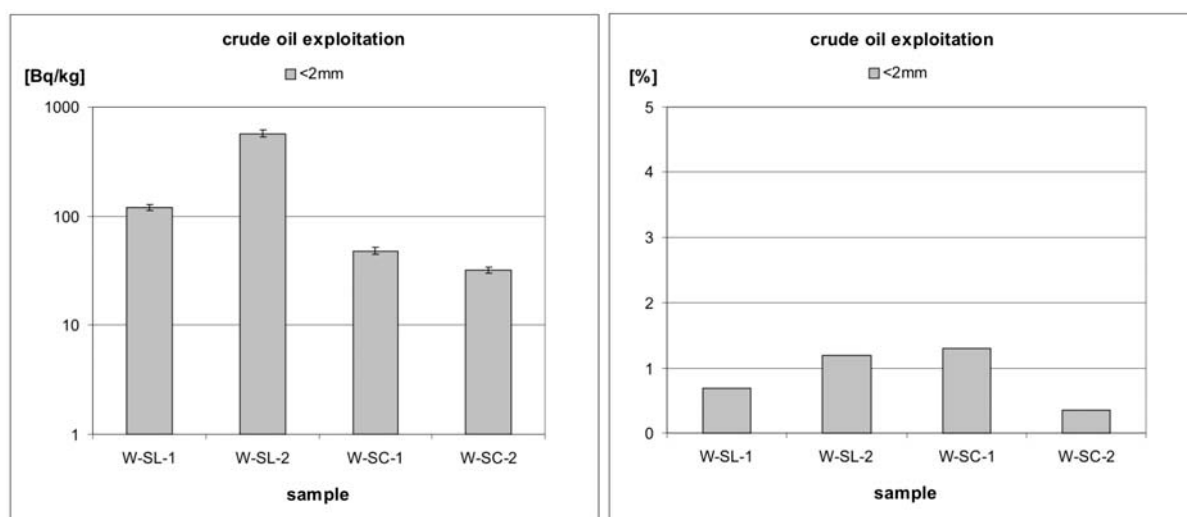 crude oil exploitation
[Bq/kg]
<2mm
1000
100
10
1
W-SL-1 W-SL-2 W-SC-1 W-SC-2
sample
crude oil exploitation
[%]
<2mm
5
4
3
2
1
0
W-SL-1 W-SL-2 W-SC-1 W-SC-2
sample